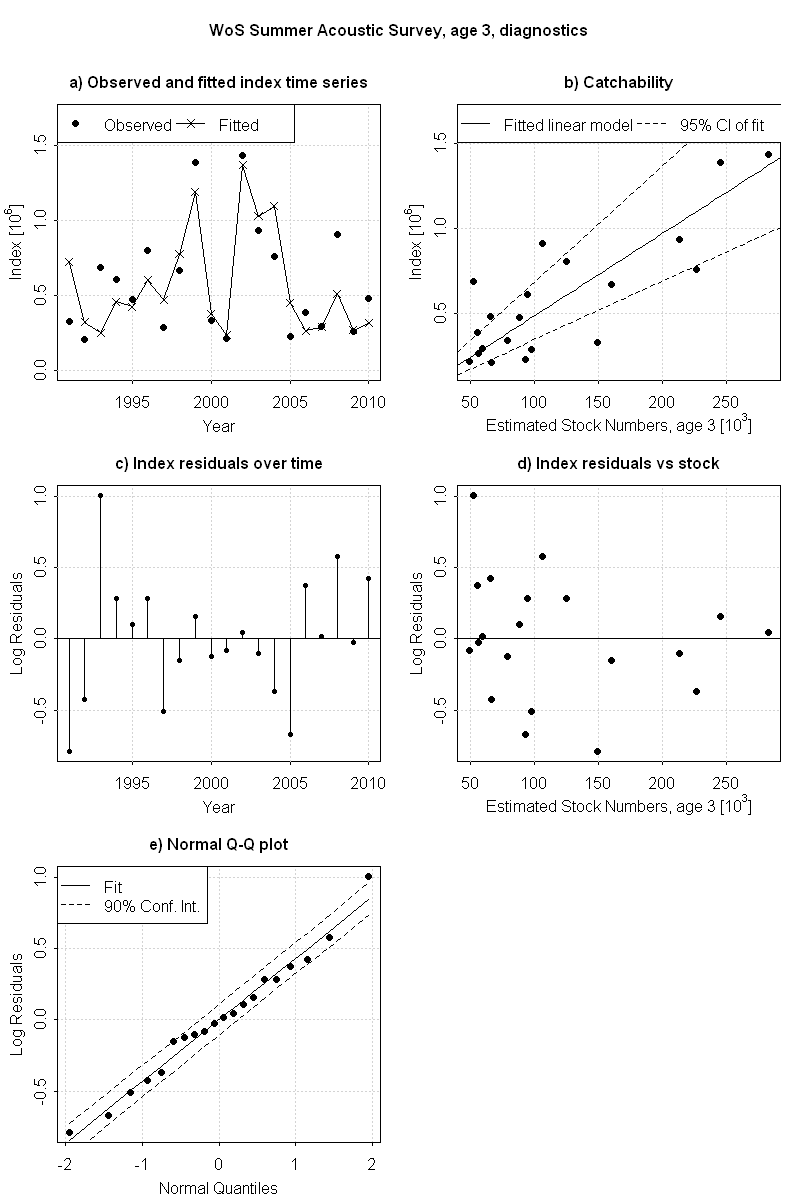 WoS Summer Acoustic Survey, age 3, diagnostics
a) Observed and fitted index time series
Observed Fitted
Index [10^6]
0.0 0.5 1.0 1.5
1995 2000 2005 2010
Year
b) Catchability
Fitted linear model 95% CI of fit
Index [10^6]
0.5 1.0 1.5
50 100 150 200 250
Estimated Stock Numbers, age 3 [10^3]
c) Index residuals over time
Log Residuals
-0.5 0.0 0.5 1.0
1995 2000 2005 2010
Year
d) Index residuals vs stock
Log Residuals
-0.5 0.0 0.5 1.0
50 100 150 200 250
Estimated Stock Numbers, age 3 [10^3]
e) Normal Q-Q plot
Fit
90% Conf. Int.
Log Residuals
-0.5 0.0 0.5 1.0
-2 -1 0 1 2
Normal Quantiles